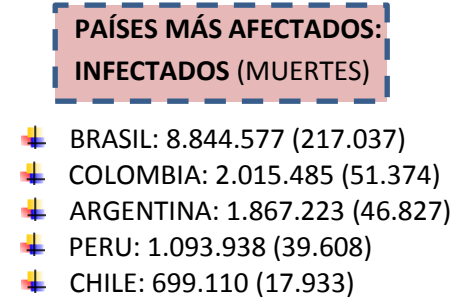 PAÍSES MÁS AFECTADOS:
INFECTADOS (MUERTES)
BRASIL: 8.844.577 (217.037)
COLOMBIA: 2.015.485 (51.374)
ARGENTINA: 1.867.223 (46.827)
PERU: 1.093.938 (39.608)
CHILE: 699.110 (17.933)